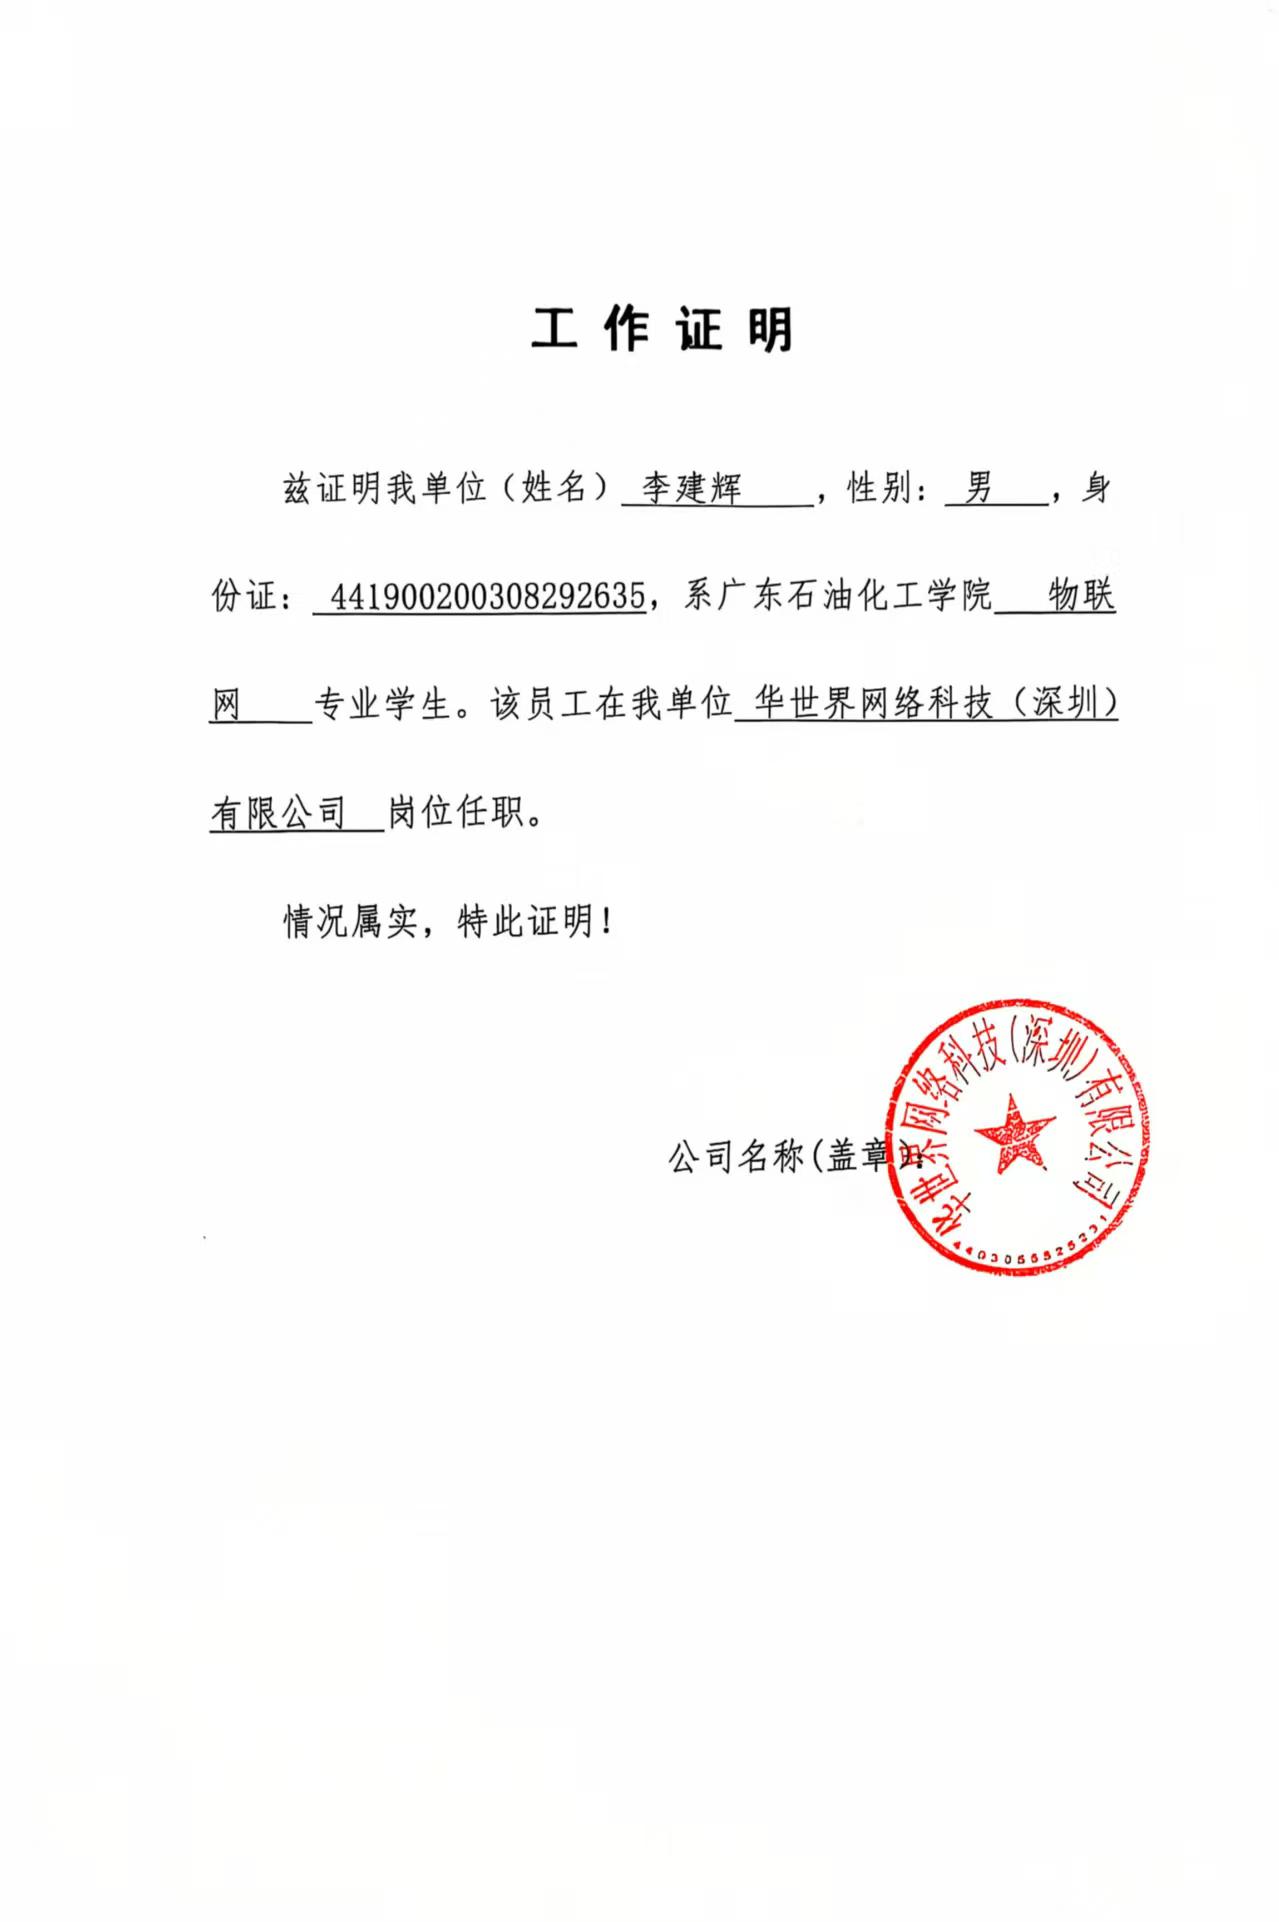 工作证明
兹证明我单位（姓名） 李建辉 ，性别： 男 ，身
份证： 441900200308292635，系广东石油化工学院 物联
网 专业学生。该员工在我单位 华世界网络科技（深圳）
有限公司 岗位任职。
情况属实，特此证明！
公司名称(盖章)：
华世界网络科技(深圳)有限公司